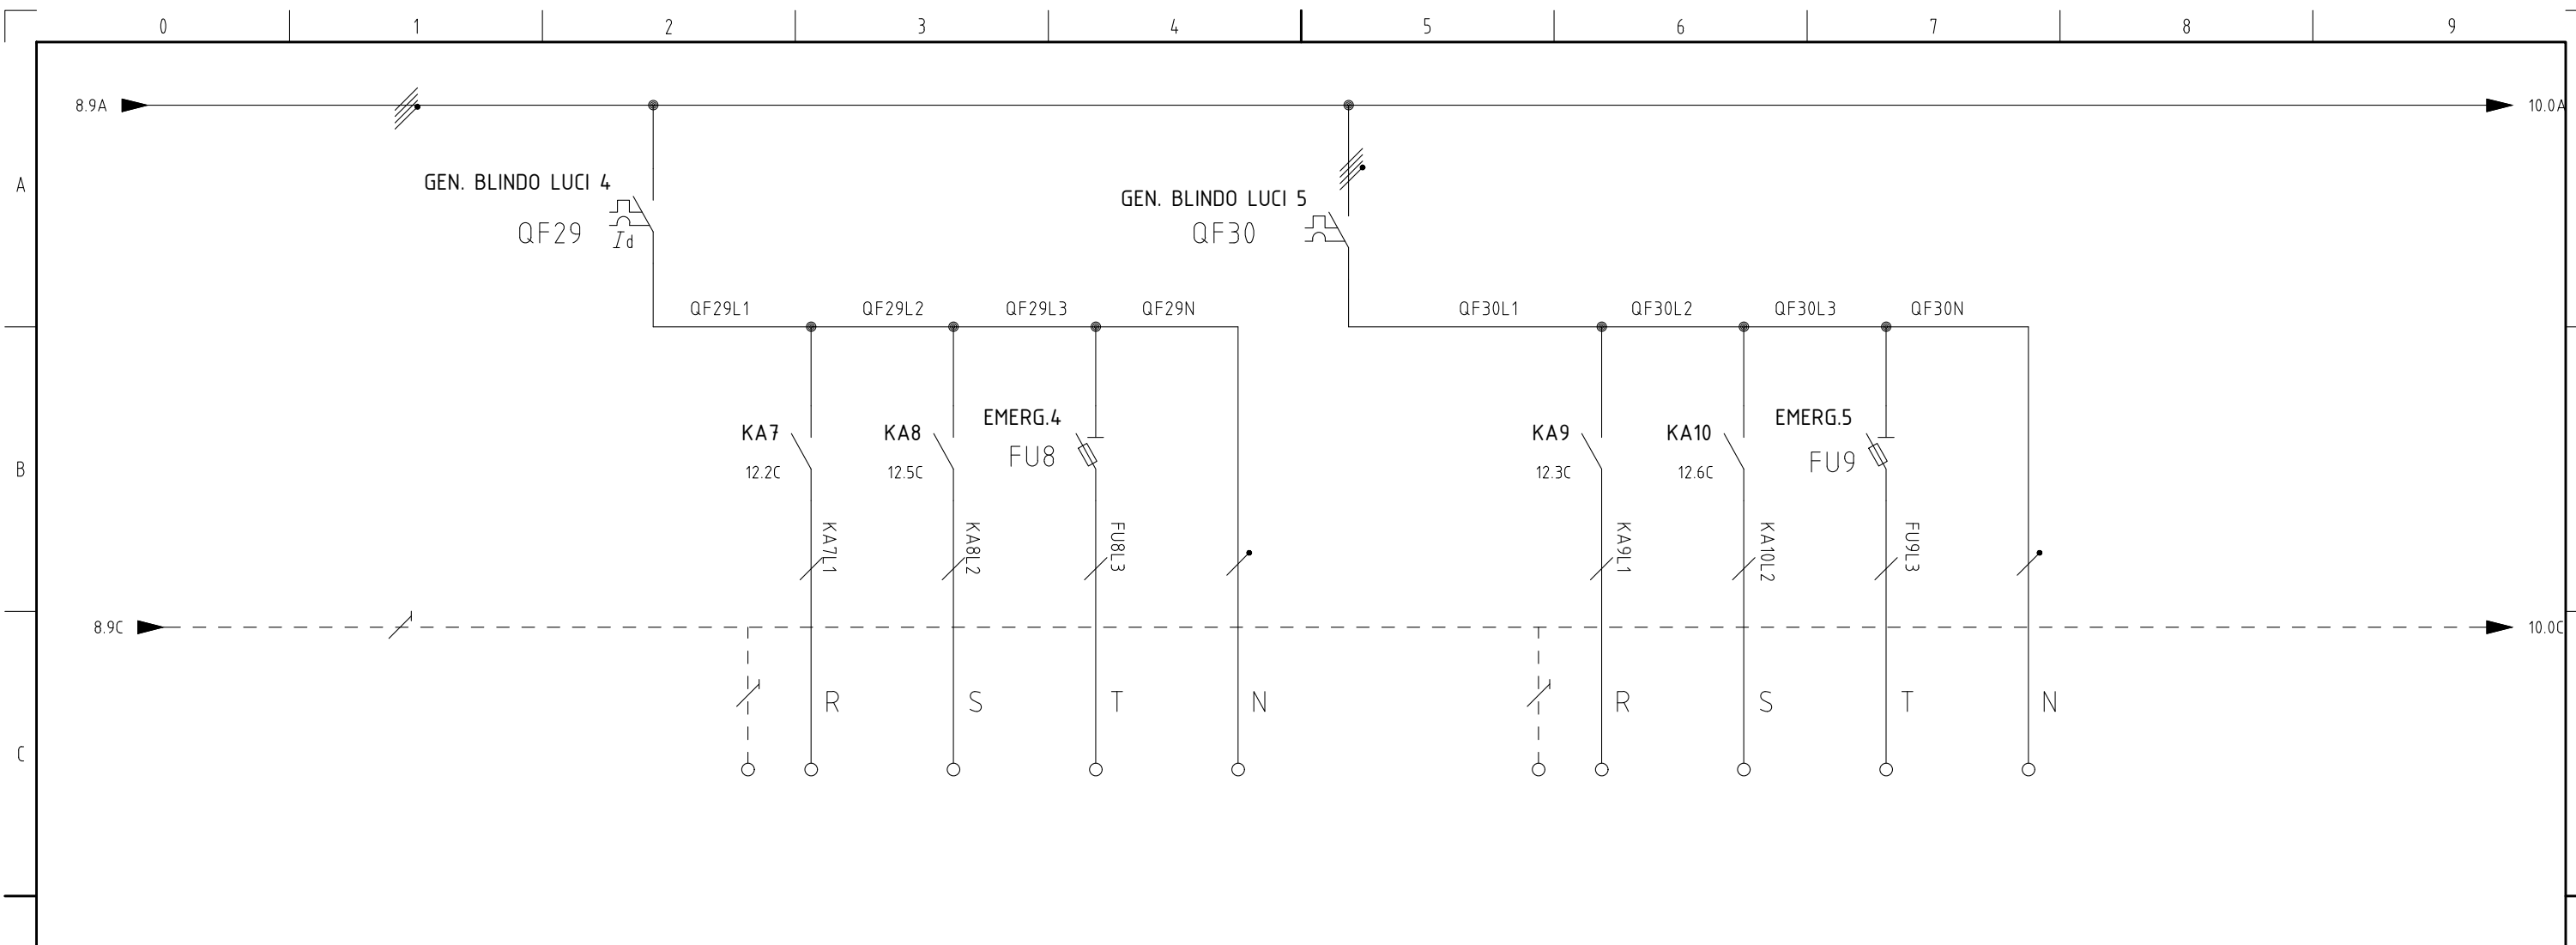 0 1 2 3 4 5 6 7 8 9
8.9A 10.0A
A
GEN. BLINDO LUCI 4
QF29 Id
GEN. BLINDO LUCI 5
QF30
QF29L1 QF29L2 QF29L3 QF29N QF30L1 QF30L2 QF30L3 QF30N
B
KA7
12.2C
KA8
12.5C
EMERG.4
FU8
KA9
12.3C
KA10
12.6C
EMERG.5
FU9
KA7L1
KA8L2
FU8L3
KA9L1
KA10L2
FU9L3
8.9C 10.0C
R S T N R S T N
C